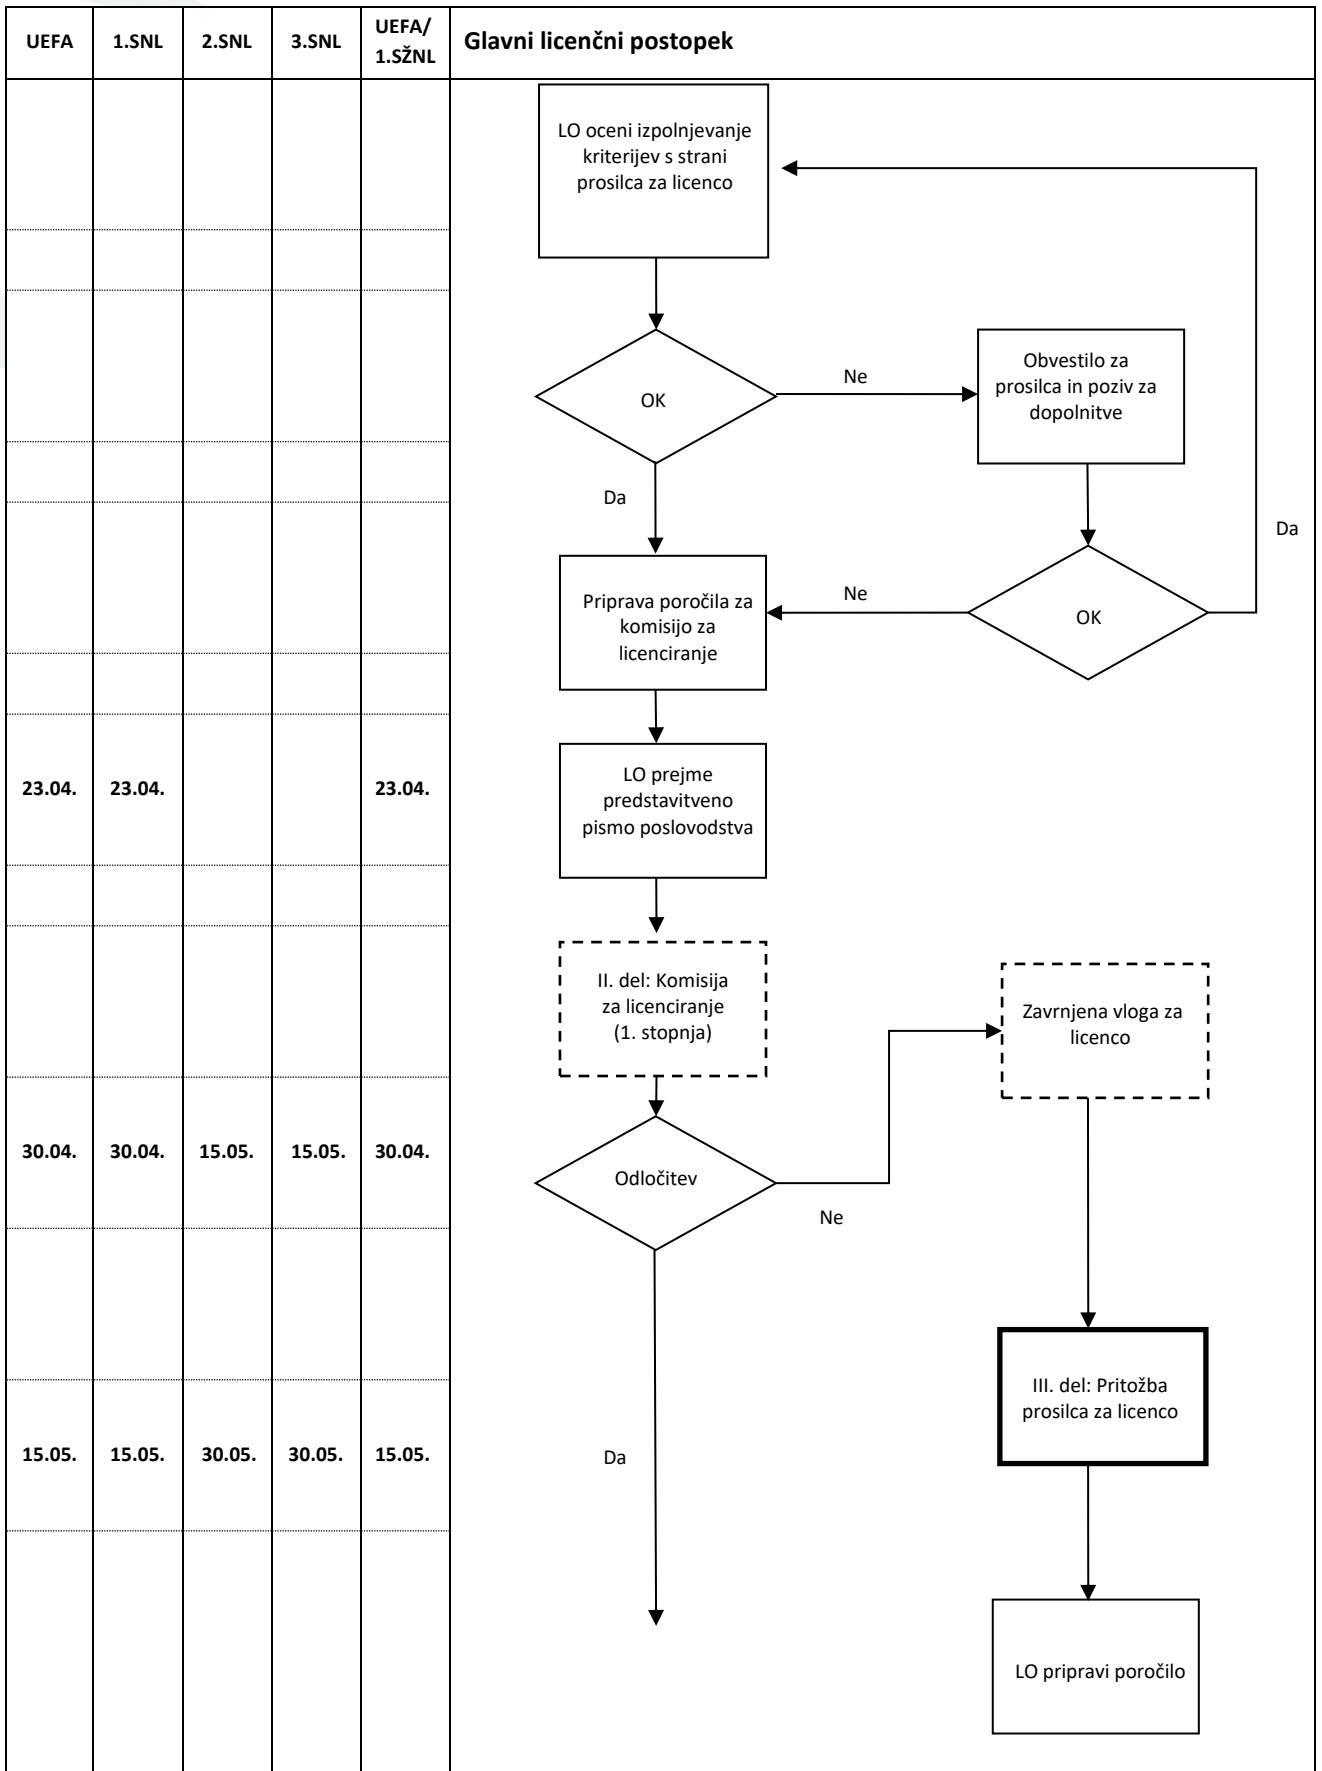 UEFA 1.SNL 2.SNL 3.SNL UEFA/
1.SŽNL
Glavni licenčni postopek
LO oceni izpolnjevanje
kriterijev s strani
prosilca za licenco
OK
Ne
Obvestilo za
prosilca in poziv za
dopolnitve
Da
Da
Priprava poročila za
komisijo za
licenciranje
Ne
OK
23.04. 23.04. 23.04.
LO prejme
predstavitveno
pismo poslovodstva
II. del: Komisija
za licenciranje
(1. stopnja)
Zavrnjena vloga za
licenco
30.04. 30.04. 15.05. 15.05. 30.04.
Odločitev
Ne
III. del: Pritožba
prosilca za licenco
15.05. 15.05. 30.05. 30.05. 15.05.
Da
LO pripravi poročilo